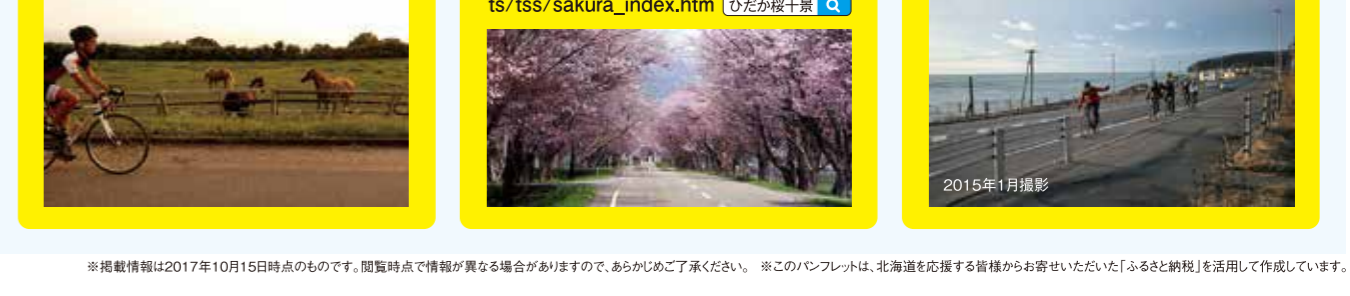 ts/tss/sakura_index.htm ひだか桜十景
2015年1月撮影
※掲載情報は2017年10月15日時点のものです。閲覧時点で情報が異なる場合がありますので、あらかじめご了承ください。 ※このパンフレットは、北海道を応援する皆様からお寄せいただいた「ふるさと納税」を活用して作成しています。